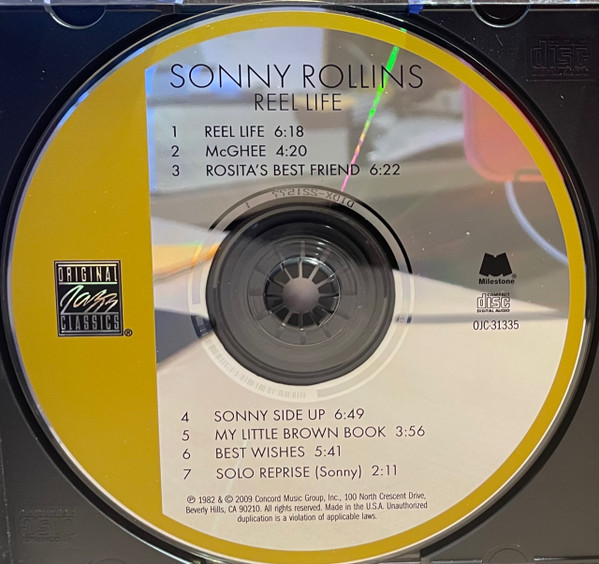 SONNY ROLLINS
REEL LIFE
1 REEL LIFE 6:18
2 McGHEE 4:20
3 ROSITA'S BEST FRIEND 6:22
ORIGINAL
Jazz
CLASSICS®
Milestone®
COMPACT
disc
DIGITAL AUDIO
OJC-31335
4 SONNY SIDE UP 6:49
5 MY LITTLE BROWN BOOK 3:56
6 BEST WISHES 5:41
7 SOLO REPRISE (Sonny) 2:11
℗ 1982 & © 2009 Concord Music Group, Inc., 100 North Crescent Drive,
Beverly Hills, CA 90210. All rights reserved. Made in the U.S.A. Unauthorized
duplication is a violation of applicable laws.
disc